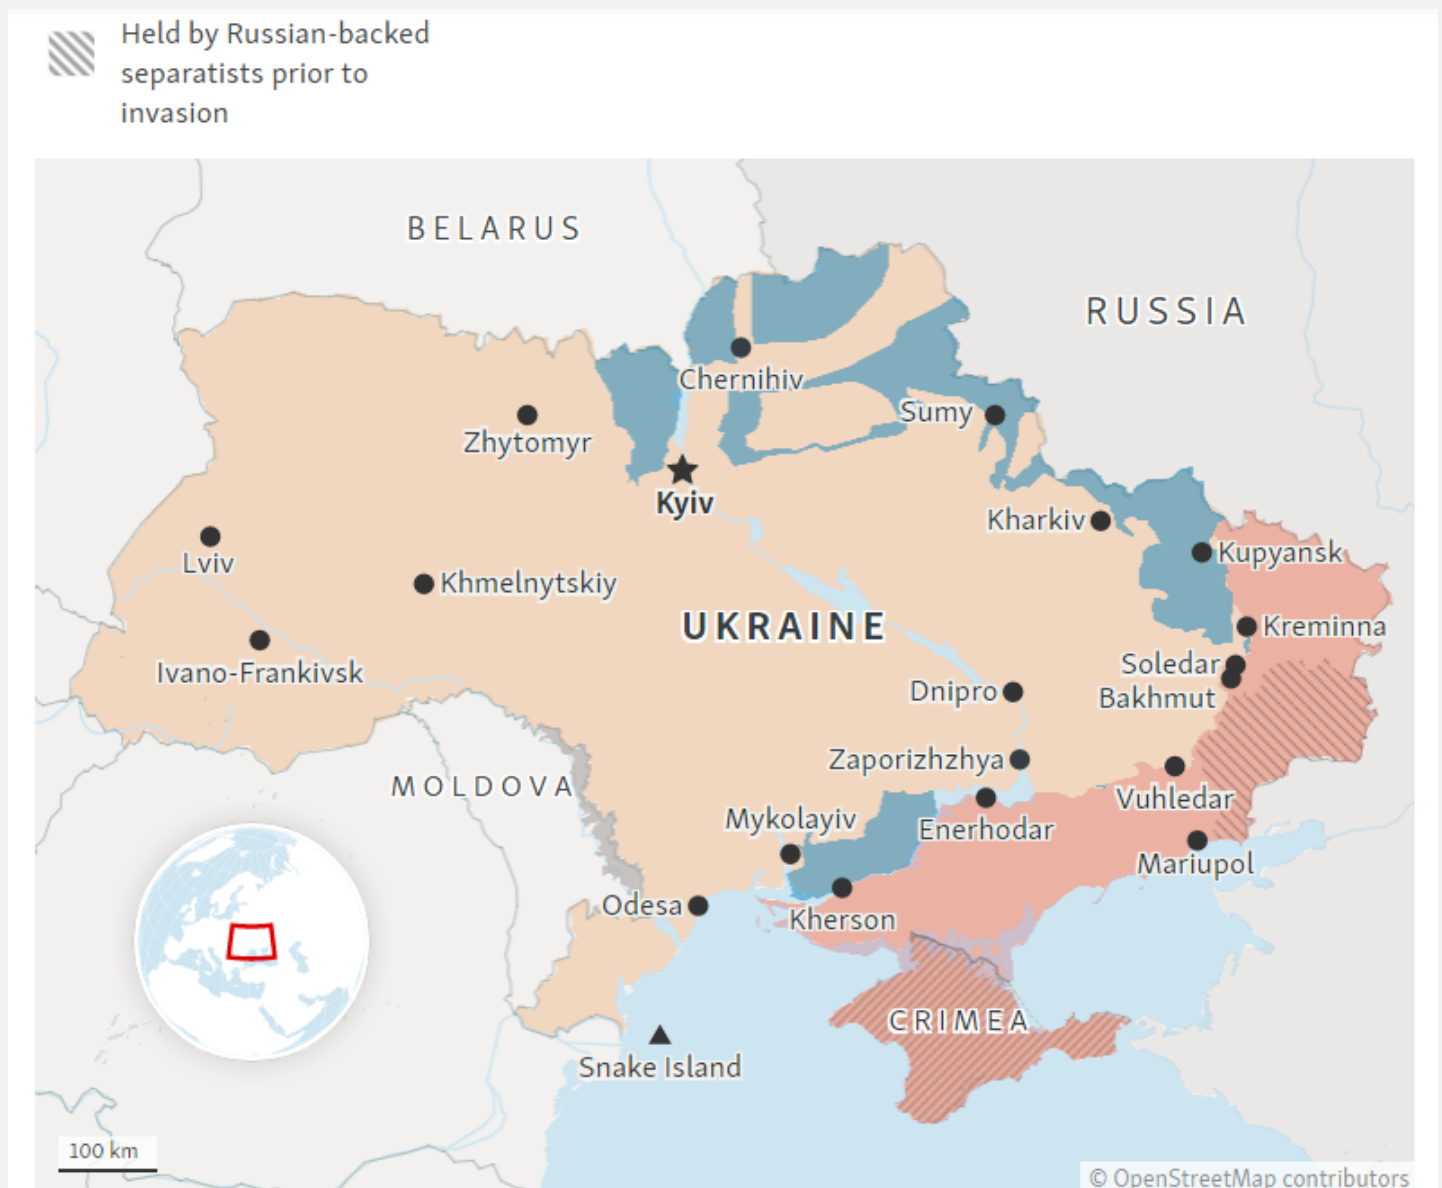 Held by Russian-backed
separatists prior to
invasion
BELARUS
RUSSIA
Chernihiv
Sumy
Zhytomyr
Kyiv
Kharkiv
Lviv
Kupyansk
Khmelnytskiy
UKRAINE
Kreminna
Ivano-Frankivsk
Soledar
Bakhmut
Dnipro
Zaporizhzhya
MOLDOVA
Vuhledar
Mykolayiv
Enerhodar
Mariupol
Odesa
Kherson
CRIMEA
Snake Island
100 km
© OpenStreetMap contributors